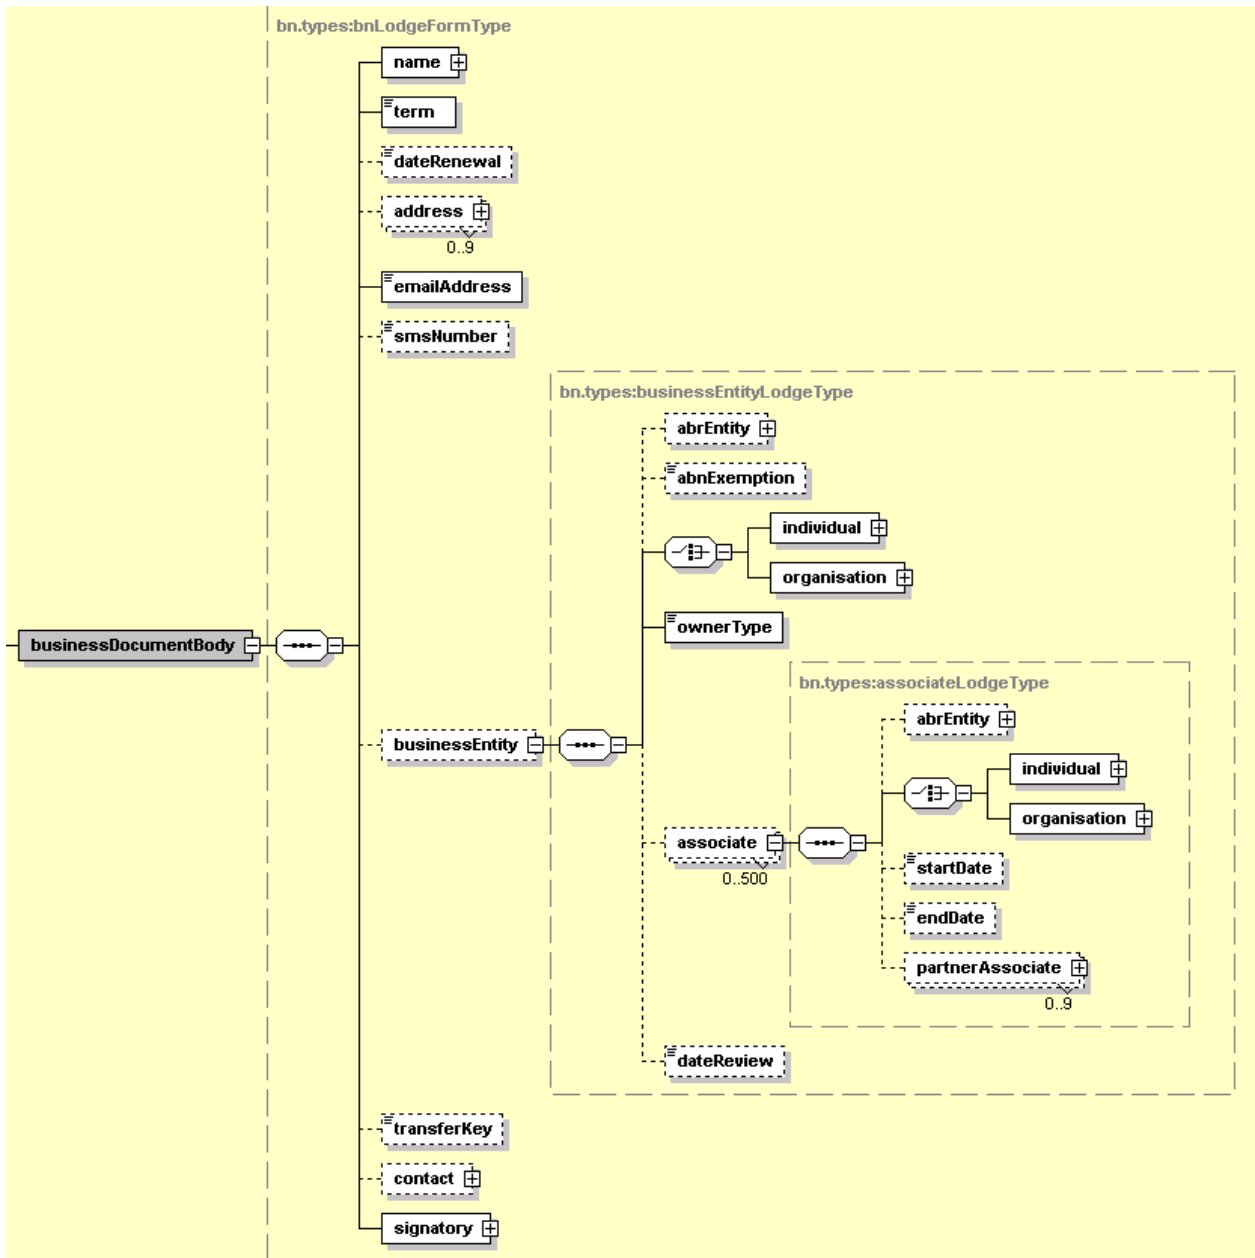 bn.types:bnLodgeFormType
name
term
dateRenewal
address
0..9
emailAddress
smsNumber
bn.types:businessEntityLodgeType
abrEntity
abnExemption
individual
organisation
ownerType
businessDocumentBody
bn.types:associateLodgeType
abrEntity
businessEntity
individual
organisation
associate
0..500
startDate
endDate
partnerAssociate
0..9
dateReview
transferKey
contact
signatory